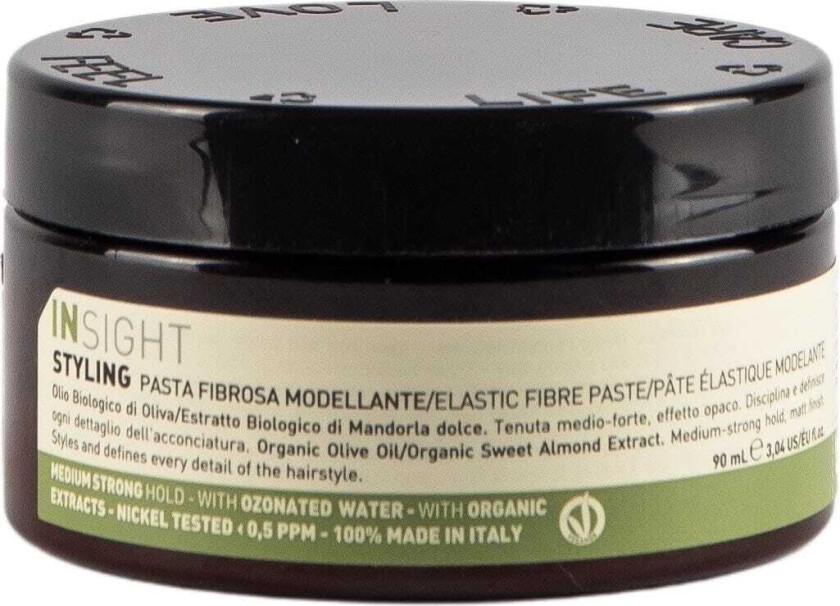 LOVE
CARE
FEEL
LIFE
INSIGHT
STYLING PASTA FIBROSA MODELLANTE/ELASTIC FIBRE PASTE/PÂTE ÉLASTIQUE MODELANTE
Olio Biologico di Oliva/Estratto Biologico di Mandorla dolce. Tenuta medio-forte, effetto opaco. Disciplina e definisce
ogni dettaglio dell'acconciatura. Organic Olive Oil/Organic Sweet Almond Extract. Medium-strong hold, matt finish.
Styles and defines every detail of the hairstyle.
90 mL ℮ 3,04 US/EU fl oz.
MEDIUM STRONG HOLD - WITH OZONATED WATER - WITH ORGANIC
EXTRACTS - NICKEL TESTED < 0,5 PPM - 100% MADE IN ITALY